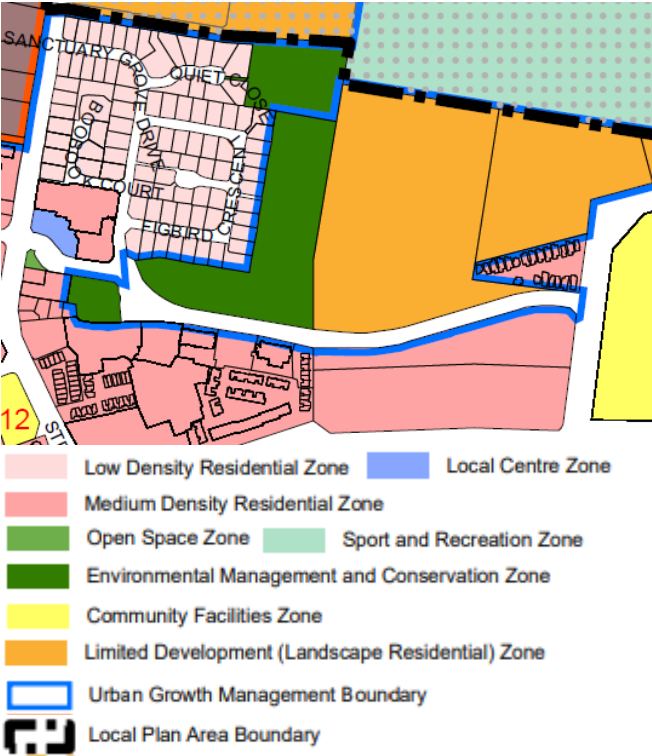 SANCTUARY GROVE DRIVE
QUIET CLOSE
BOOBOOK COURT
FIGBIRD CRESCENT
12
Low Density Residential Zone
Local Centre Zone
Medium Density Residential Zone
Open Space Zone
Sport and Recreation Zone
Environmental Management and Conservation Zone
Community Facilities Zone
Limited Development (Landscape Residential) Zone
Urban Growth Management Boundary
Local Plan Area Boundary